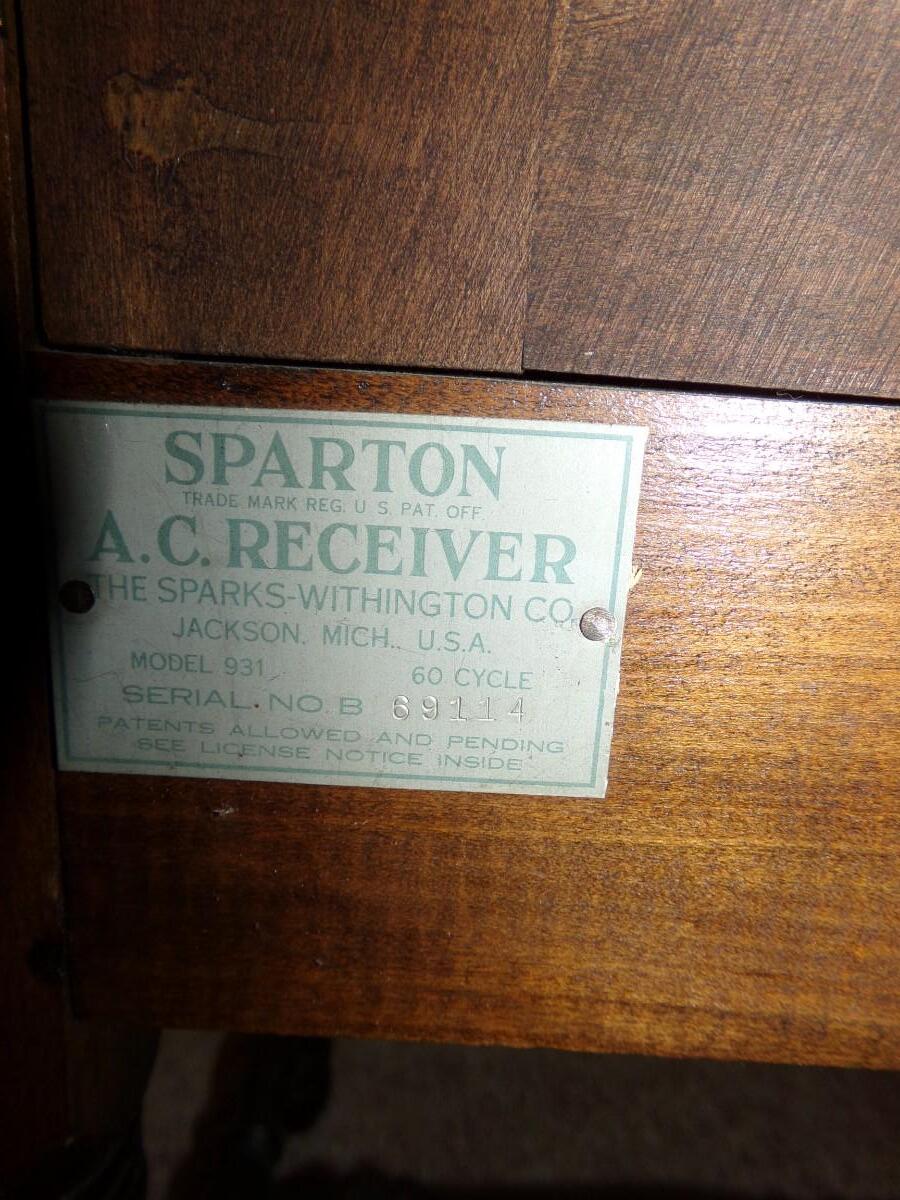 SPARTON
TRADE MARK REG. U S. PAT. OFF.
A.C. RECEIVER
THE SPARKS-WITHINGTON CO.
JACKSON. MICH., U.S.A.
MODEL 931 60 CYCLE
SERIAL NO. B 69114
PATENTS ALLOWED AND PENDING
SEE LICENSE NOTICE INSIDE